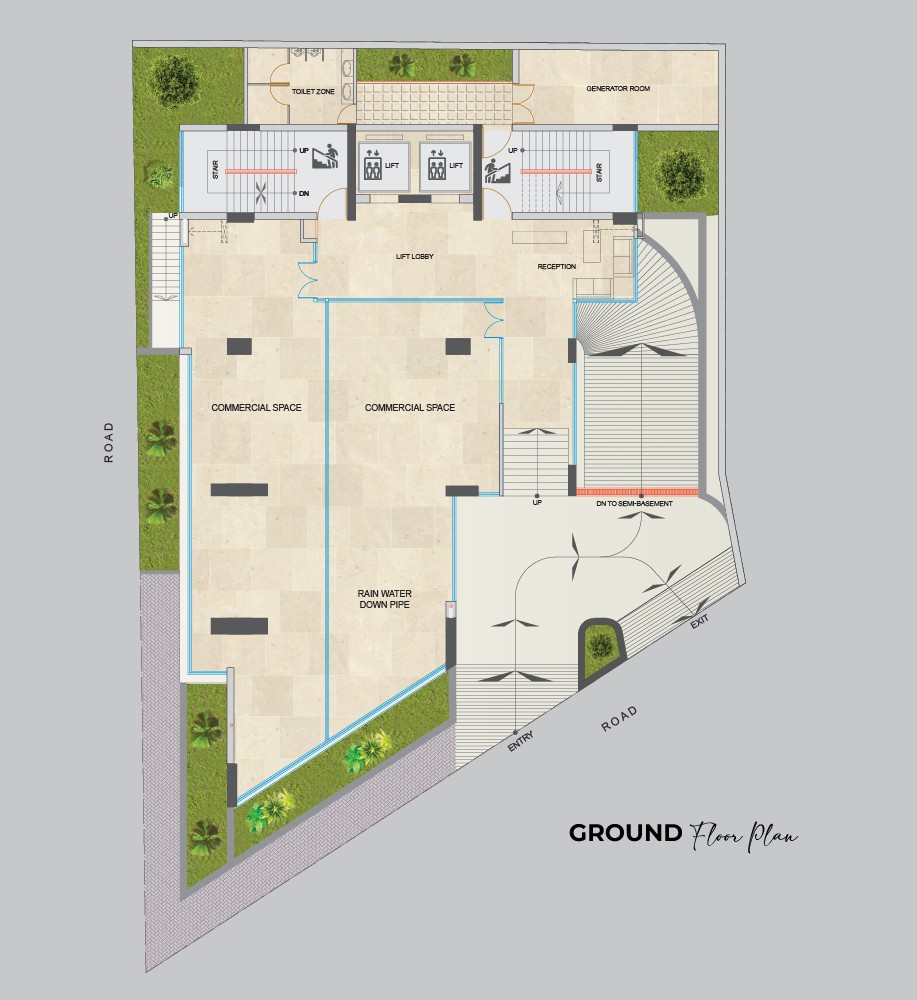 TOILET ZONE
GENERATOR ROOM
UP
STAIR
DN
LIFT
LIFT
UP
STAIR
UP
LIFT LOBBY
RECEPTION
COMMERCIAL SPACE
COMMERCIAL SPACE
ROAD
UP
DN TO SEMI-BASEMENT
RAIN WATER
DOWN PIPE
EXIT
ROAD
ENTRY
GROUND Floor Plan